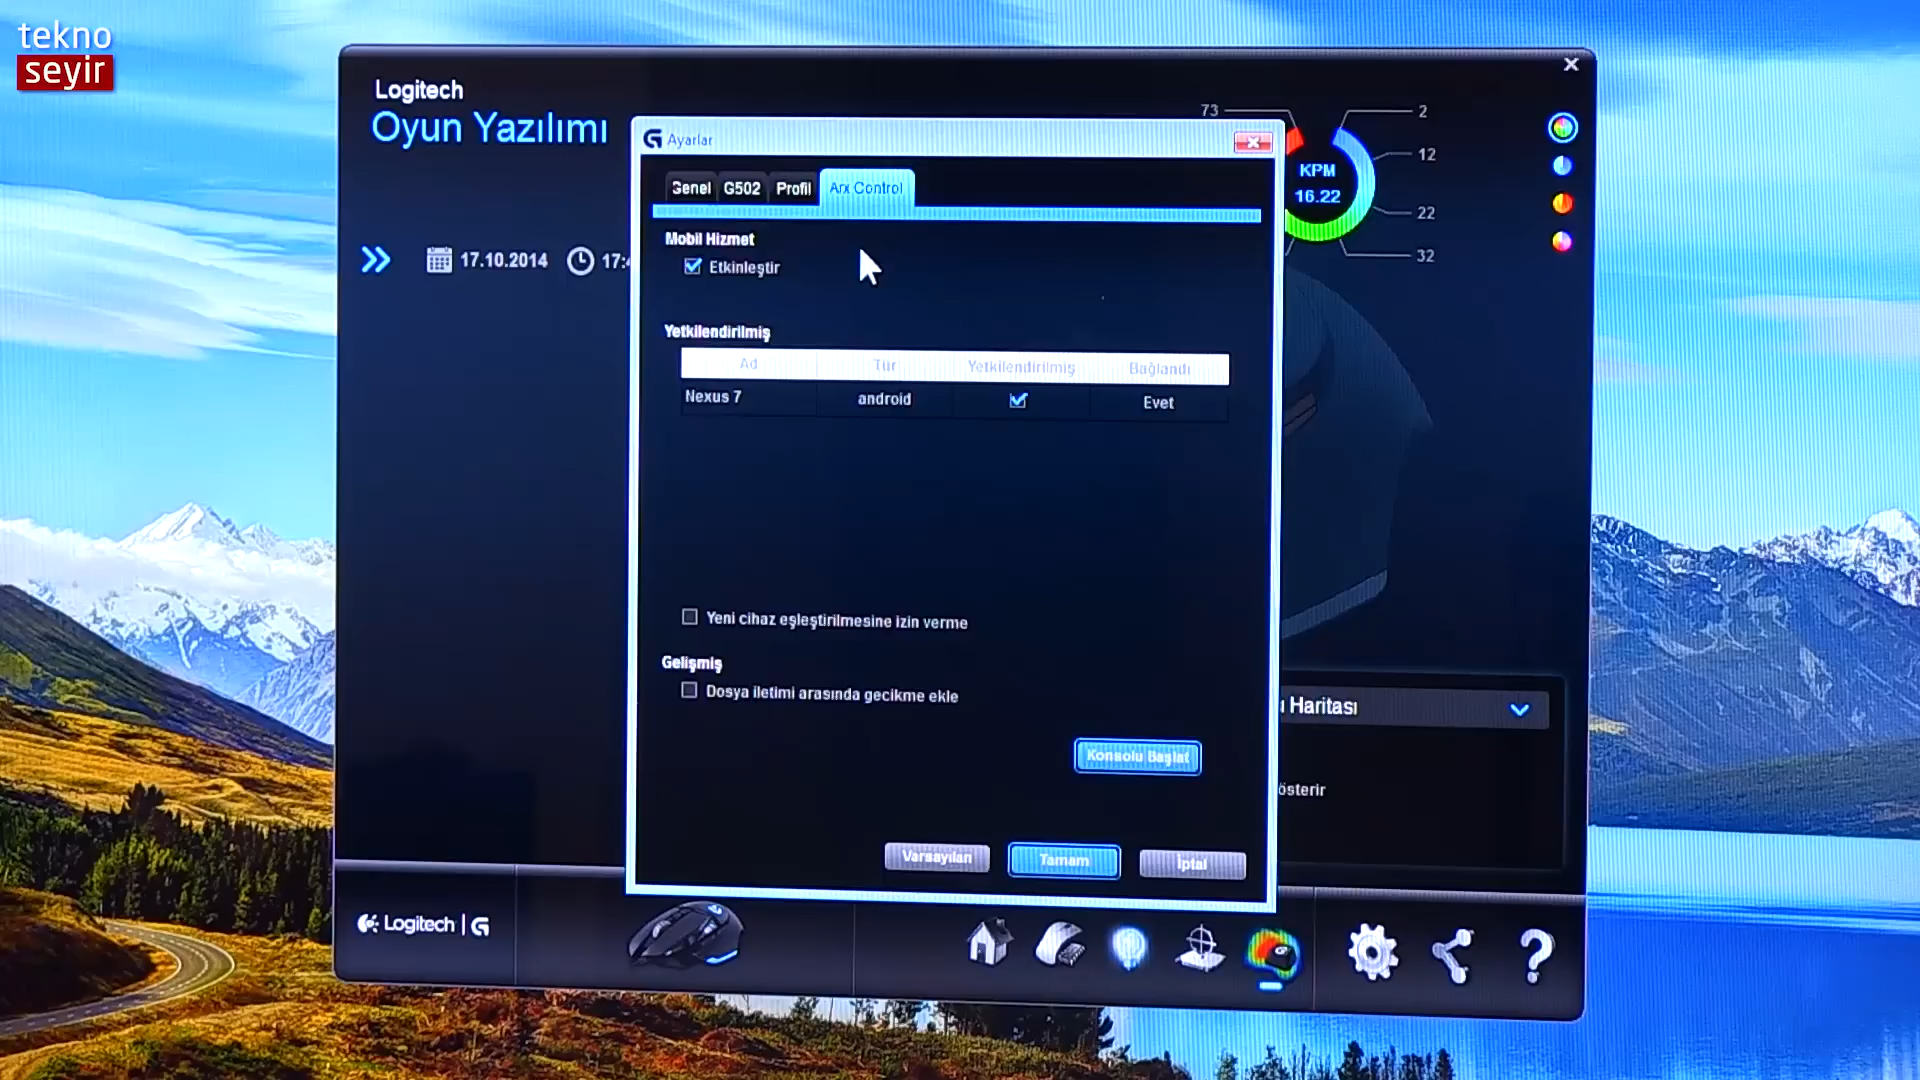 tekno
seyir
Logitech
Oyun Yazılımı
17.10.2014
73
2
12
22
32
KPM
16.22
Ayarlar
Genel
G502
Profil
Arx Control
Mobil Hizmet
Etkinleştir
Yetkilendirilmiş
Ad Tür Yetkilendirilmiş Bağlandı
Nexus 7 android Evet
Yeni cihaz eşleştirilmesine izin verme
Gelişmiş
Dosya iletimi arasında gecikme ekle
Konsolu Başlat
Varsayılan
Tamam
İptal
Haritası
Logitech | G